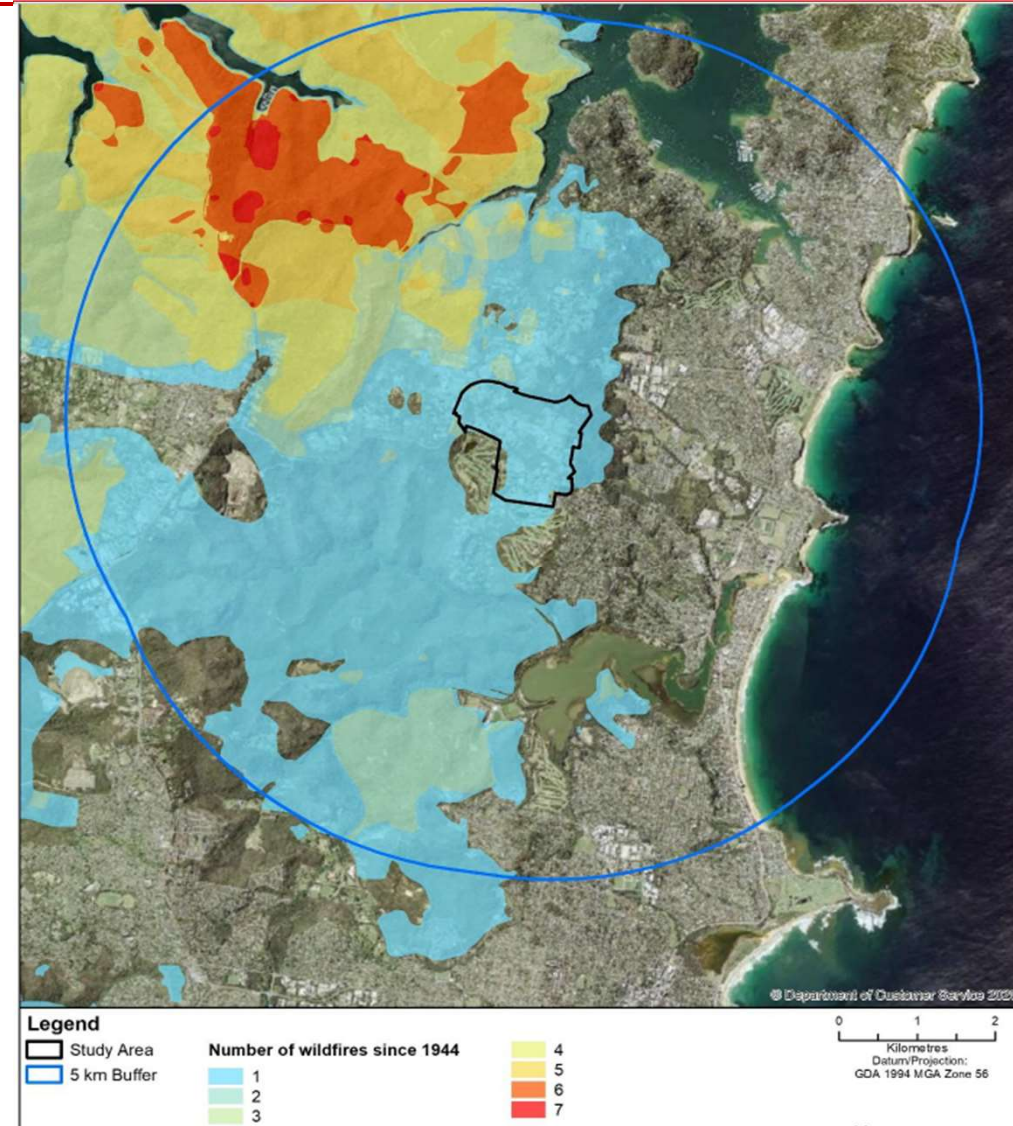 © Department of Customer Service 202
Legend
Study Area
5 km Buffer
Number of wildfires since 1944
1
2
3
4
5
6
7
0 1 2
Kilometres
Datum/Projection:
GDA 1994 MGA Zone 56